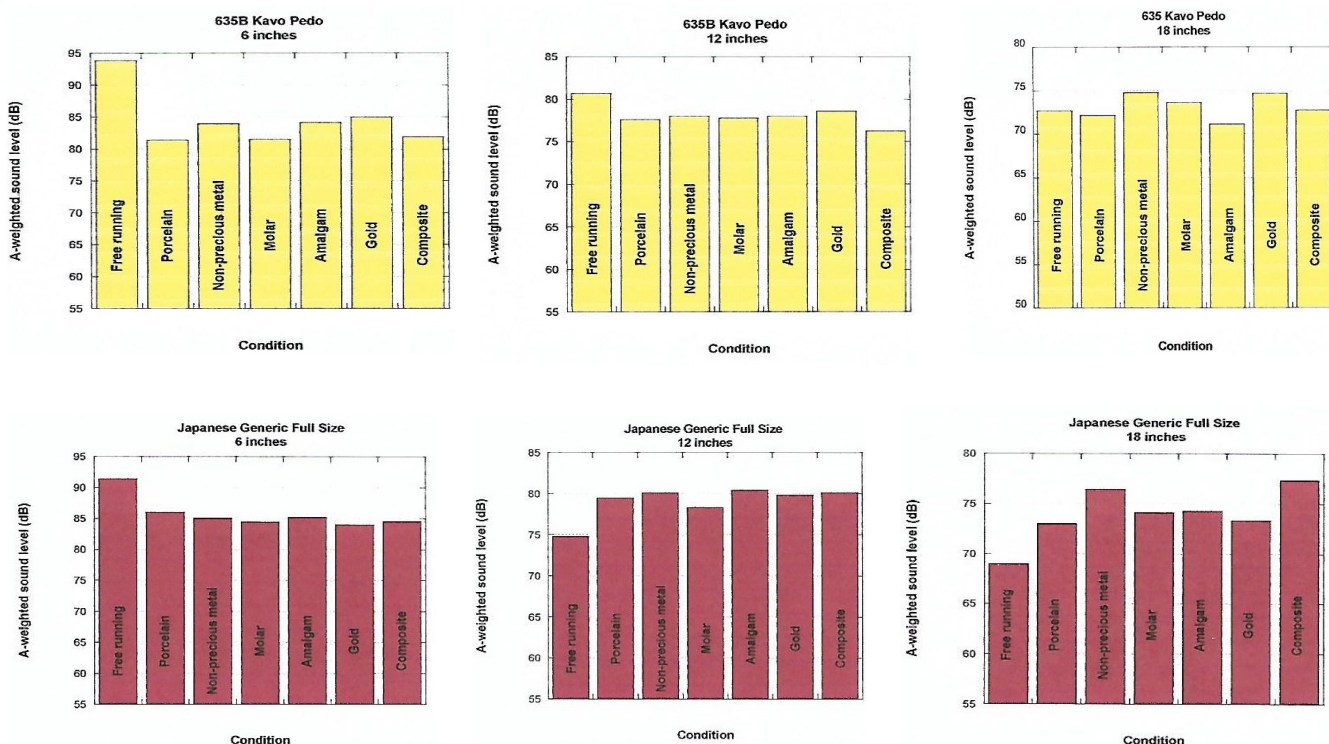 635B Kavo Pedo
6 inches
A-weighted sound level (dB)
95
90
85
80
75
70
65
60
55
Free running
Porcelain
Non-precious metal
Molar
Amalgam
Gold
Composite
Condition
635B Kavo Pedo
12 inches
A-weighted sound level (dB)
85
80
75
70
65
60
55
Free running
Porcelain
Non-precious metal
Molar
Amalgam
Gold
Composite
Condition
635 Kavo Pedo
18 inches
A-weighted sound level (dB)
80
75
70
65
60
55
50
Free running
Porcelain
Non-precious metal
Molar
Amalgam
Gold
Composite
Condition
Japanese Generic Full Size
6 inches
A-weighted sound level (dB)
95
90
85
80
75
70
65
60
55
Free running
Porcelain
Non-precious metal
Molar
Amalgam
Gold
Composite
Condition
Japanese Generic Full Size
12 inches
A-weighted sound level (dB)
85
80
75
70
65
60
55
Free running
Porcelain
Non-precious metal
Molar
Amalgam
Gold
Composite
Condition
Japanese Generic Full Size
18 inches
A-weighted sound level (dB)
80
75
70
65
60
55
Free running
Porcelain
Non-precious metal
Molar
Amalgam
Gold
Composite
Condition